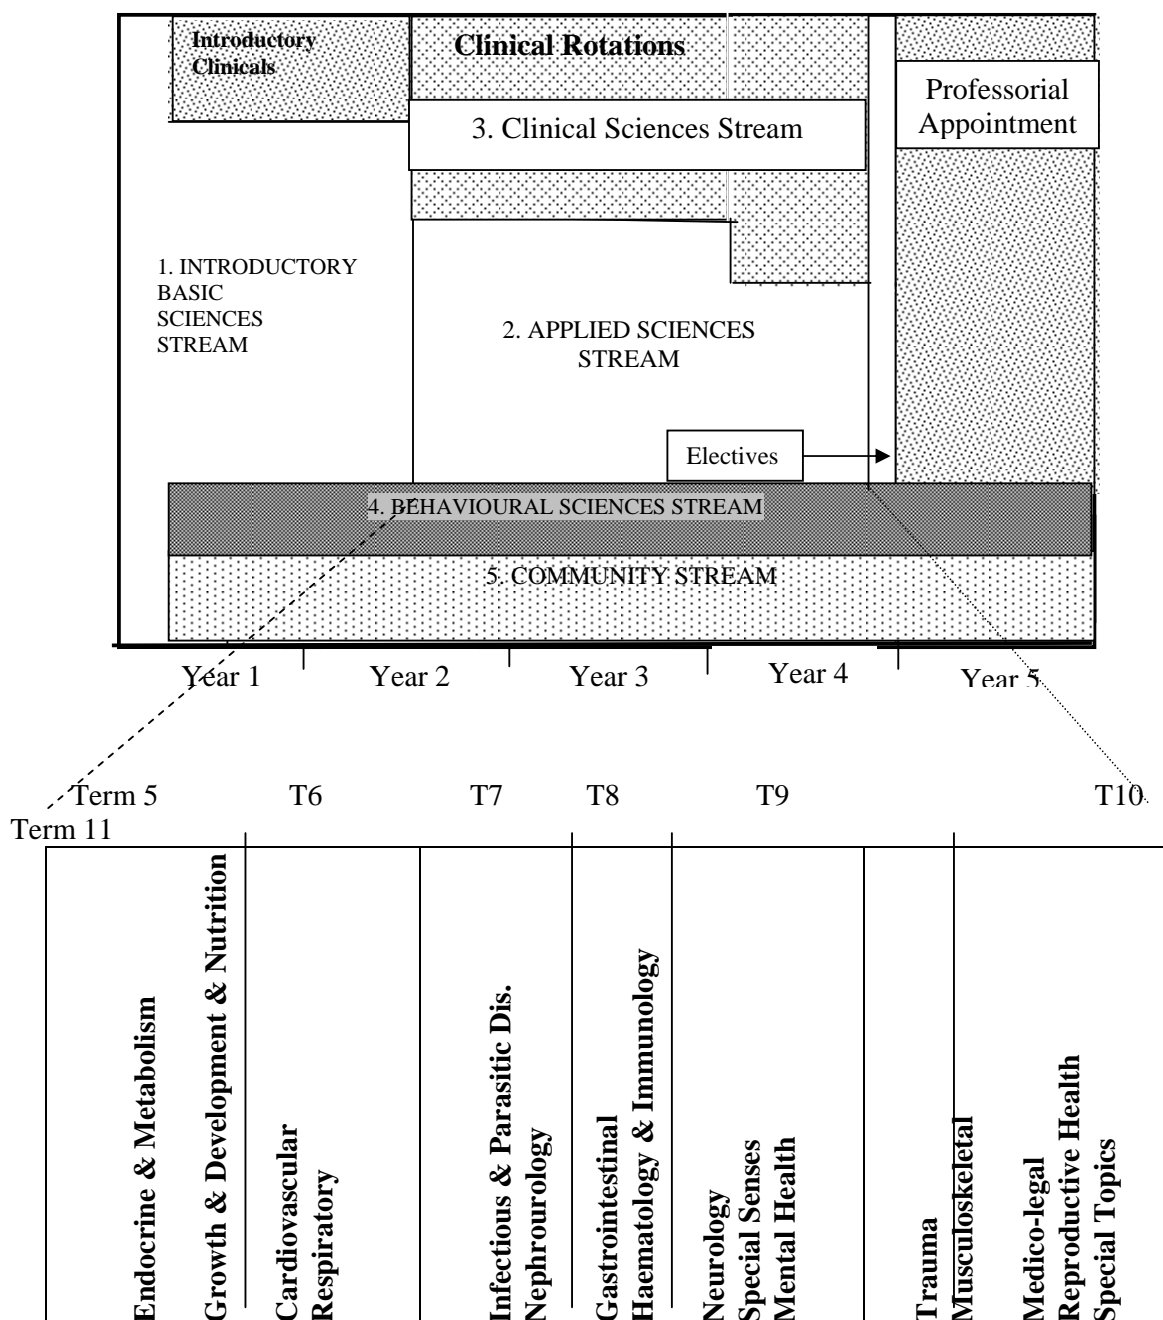 Introductory
Clinicals
Clinical Rotations
Professorial
Appointment
3. Clinical Sciences Stream
1. INTRODUCTORY
BASIC
SCIENCES
STREAM
2. APPLIED SCIENCES
STREAM
Electives
4. BEHAVIOURAL SCIENCES STREAM
5. COMMUNITY STREAM
Year 1
Year 2
Year 3
Year 4
Year 5
Term 5
T6
T7
T8
T9
T10
Term 11
Endocrine & Metabolism
Growth & Development & Nutrition
Cardiovascular
Respiratory
Infectious & Parasitic Dis.
Nephrourology
Gastrointestinal
Haematology & Immunology
Neurology
Special Senses
Mental Health
Trauma
Musculoskeletal
Medico-legal
Reproductive Health
Special Topics